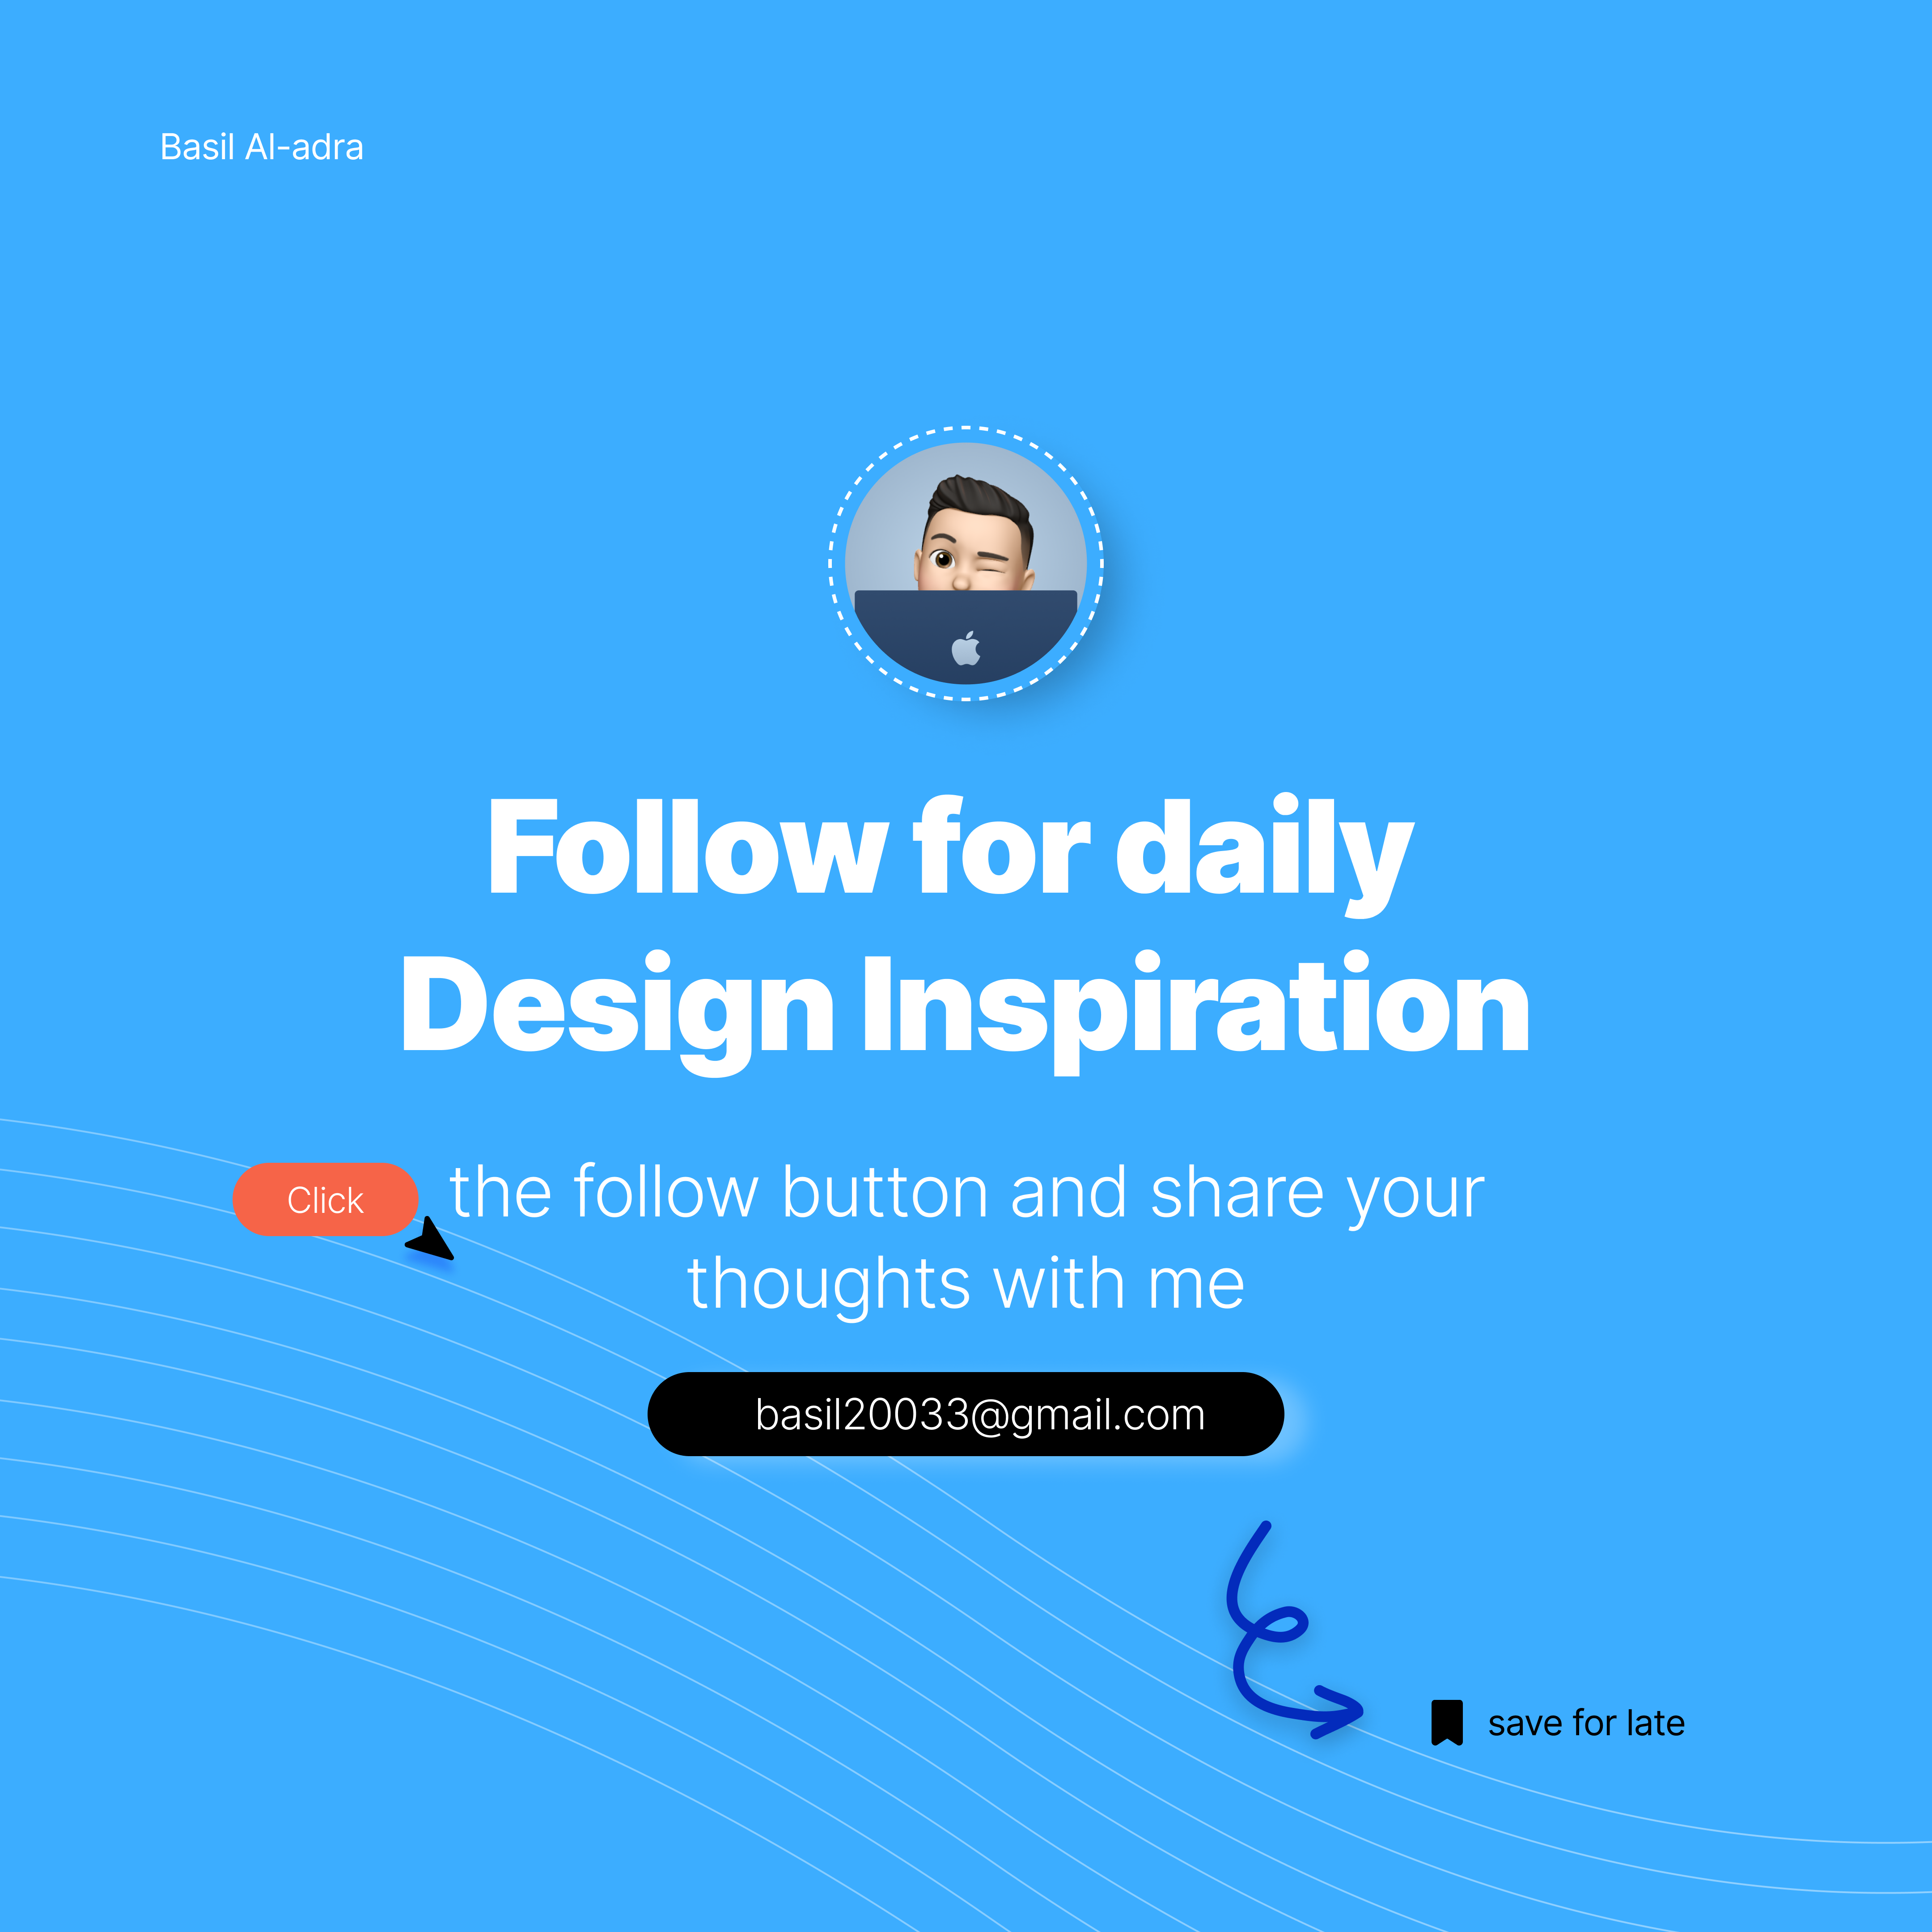 Basil Al-adra
Follow for daily
Design Inspiration
Click the follow button and share your
thoughts with me
basil20033@gmail.com
save for late